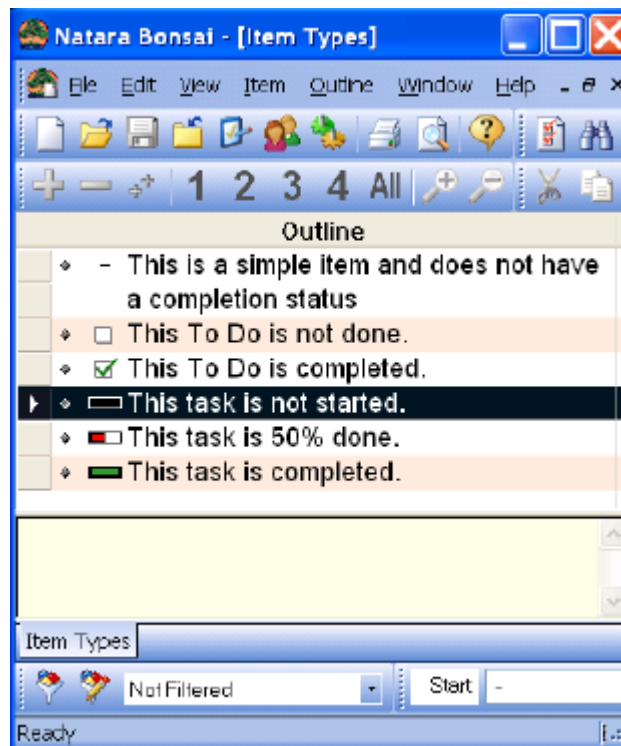 Natara Bonsai - [Item Types]
File Edit View Item Outline Window Help
1 2 3 4 All
Outline
- This is a simple item and does not have
a completion status
This To Do is not done.
This To Do is completed.
This task is not started.
This task is 50% done.
This task is completed.
Item Types
Not Filtered Start -
Ready